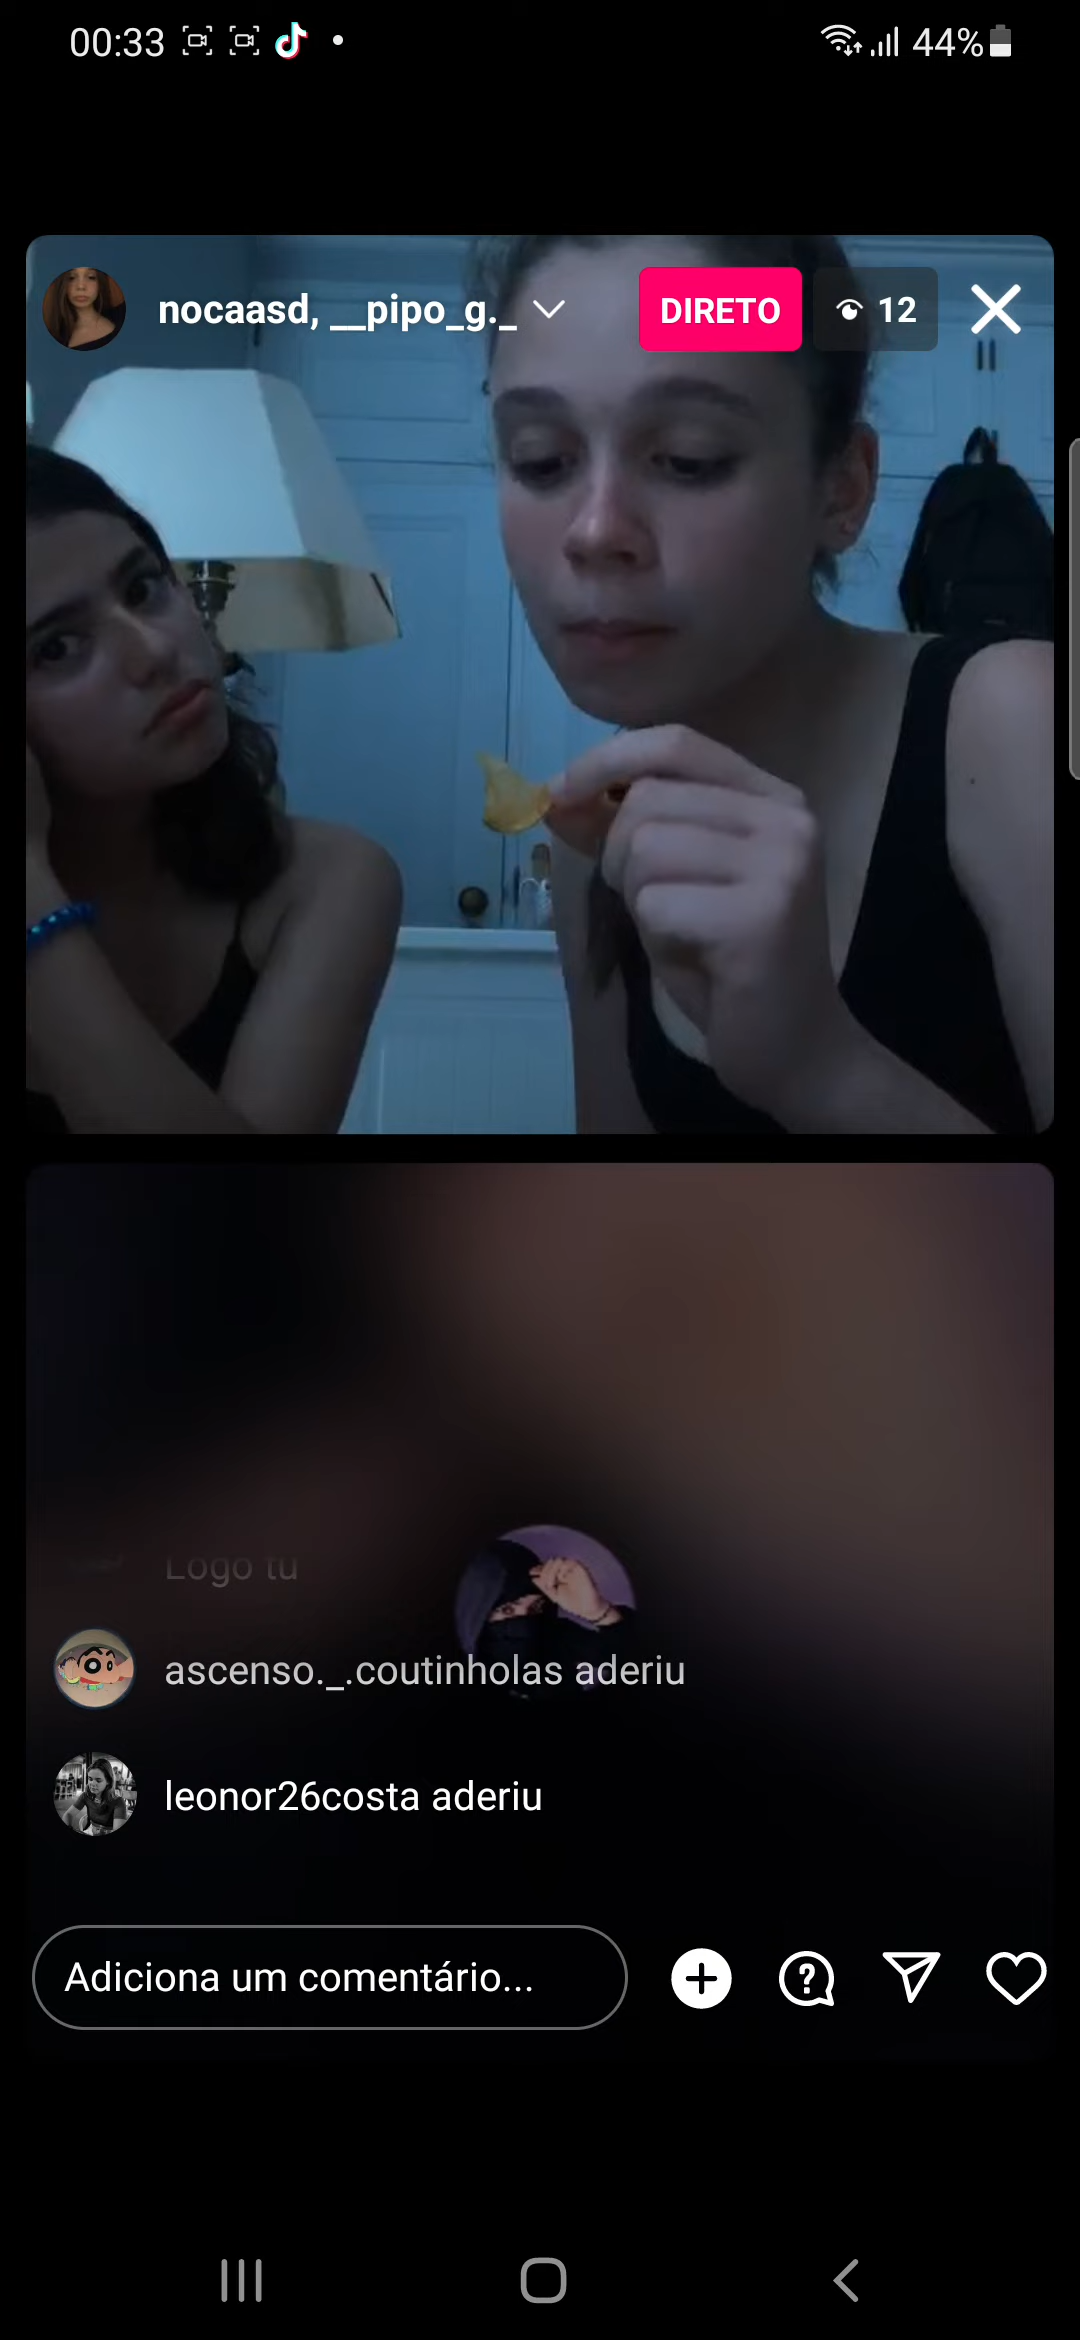 00:33
44%
nocaasd, __pipo_g._
DIRETO
12
Logo tu
ascenso._.coutinholas aderiu
leonor26costa aderiu
Adiciona um comentário...